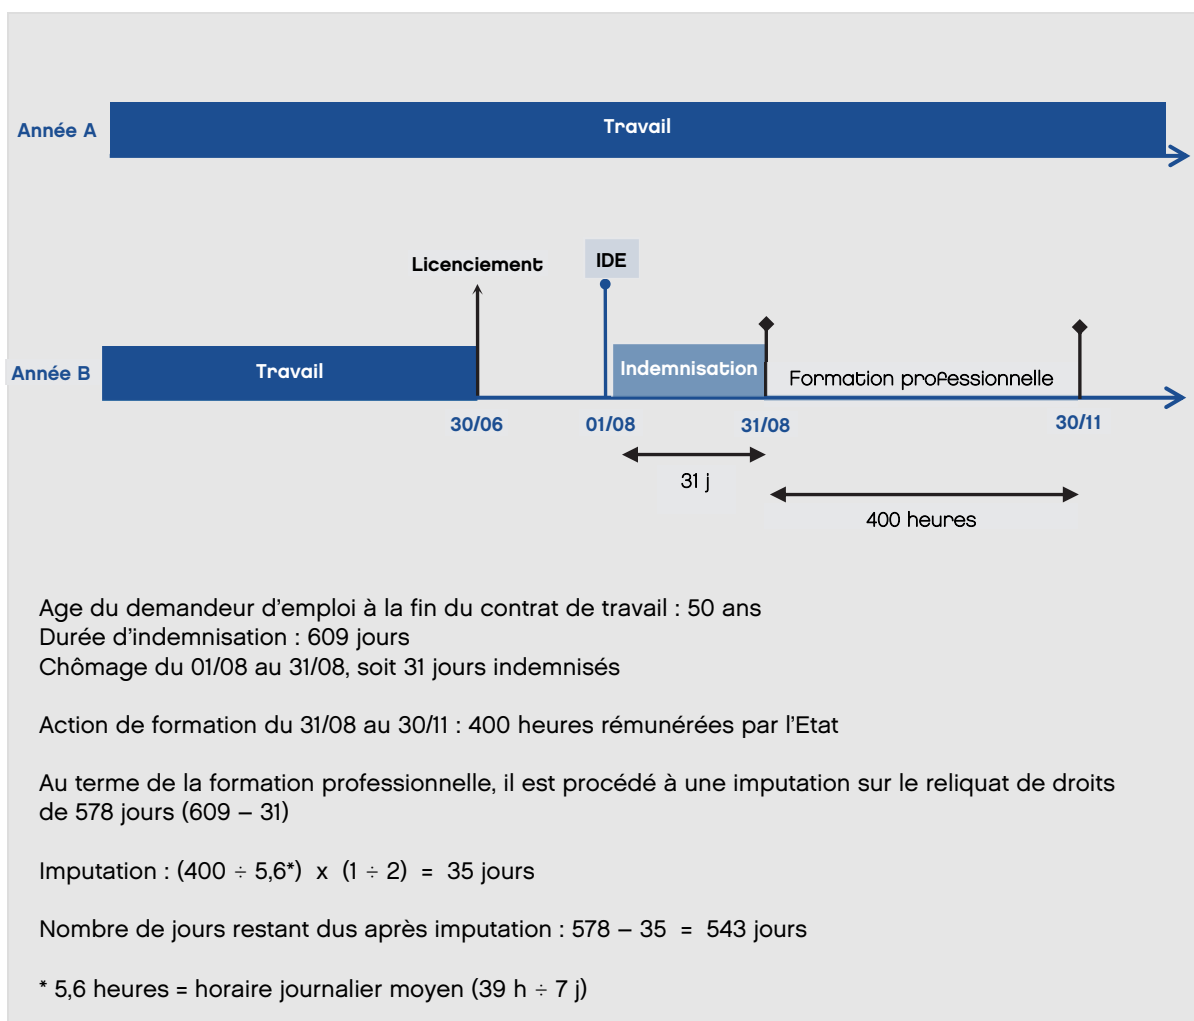 Année A
Travail
Licenciement
IDE
Année B
Travail
Indemnisation
Formation professionnelle
30/06
01/08
31/08
30/11
31 j
400 heures
Age du demandeur d'emploi à la fin du contrat de travail : 50 ans
Durée d'indemnisation : 609 jours
Chômage du 01/08 au 31/08, soit 31 jours indemnisés
Action de formation du 31/08 au 30/11 : 400 heures rémunérées par l'Etat
Au terme de la formation professionnelle, il est procédé à une imputation sur le reliquat de droits
de 578 jours (609 – 31)
Imputation : (400 ÷ 5,6*) x (1 ÷ 2) = 35 jours
Nombre de jours restant dus après imputation : 578 – 35 = 543 jours
* 5,6 heures = horaire journalier moyen (39 h ÷ 7 j)